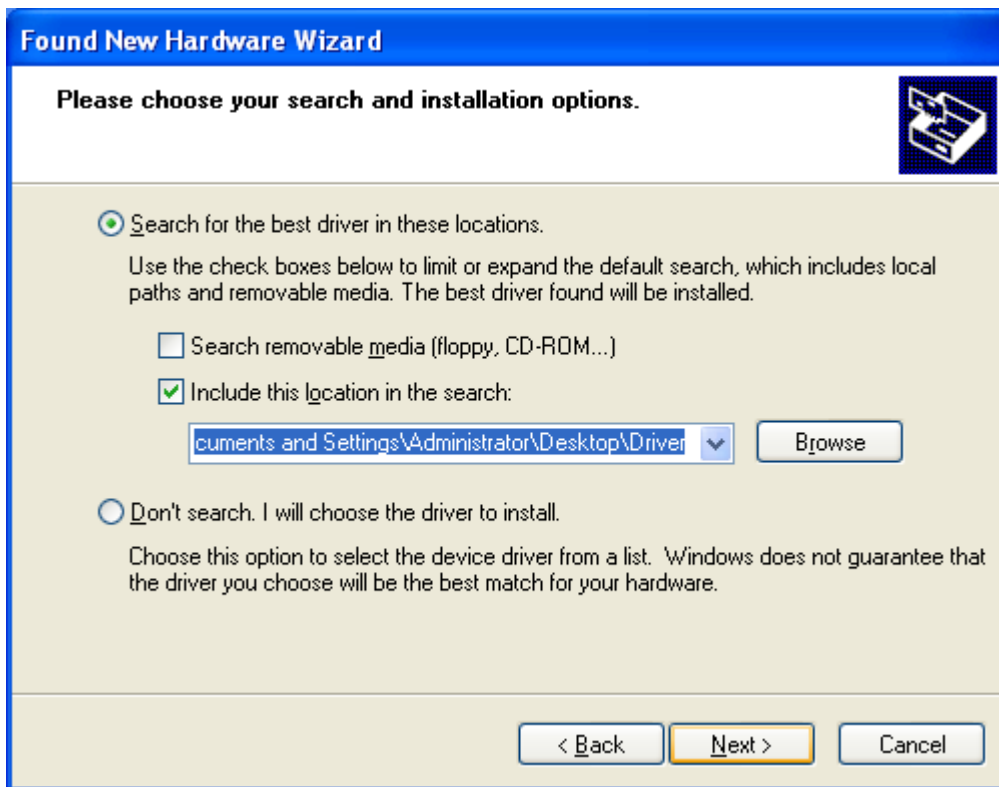 Found New Hardware Wizard
Please choose your search and installation options.
Search for the best driver in these locations.
Use the check boxes below to limit or expand the default search, which includes local
paths and removable media. The best driver found will be installed.
Search removable media (floppy, CD-ROM...)
Include this location in the search:
cuments and Settings\Administrator\Desktop\Driver
Browse
Don't search. I will choose the driver to install.
Choose this option to select the device driver from a list. Windows does not guarantee that
the driver you choose will be the best match for your hardware.
< Back Next > Cancel